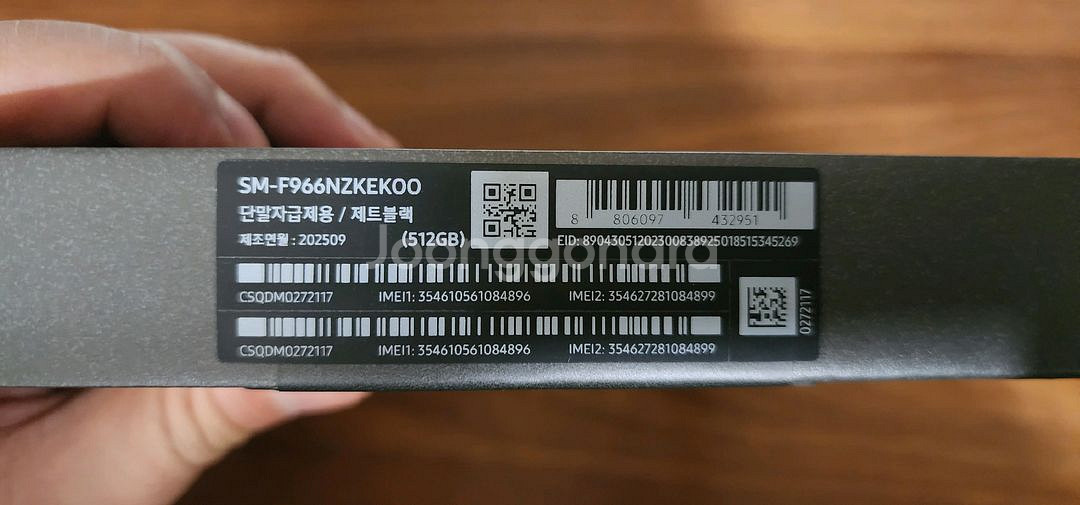 SM-F966NZKEKOO
단말자급제용 / 제트블랙
제조연월 : 202509 (512GB)
8 806097 432951
EID: 89043051202300838925018515345269
Joonggonara
CSQDM0272117 IMEI1: 354610561084896 IMEI2: 354627281084899
CSQDM0272117 IMEI1: 354610561084896 IMEI2: 354627281084899
0272117